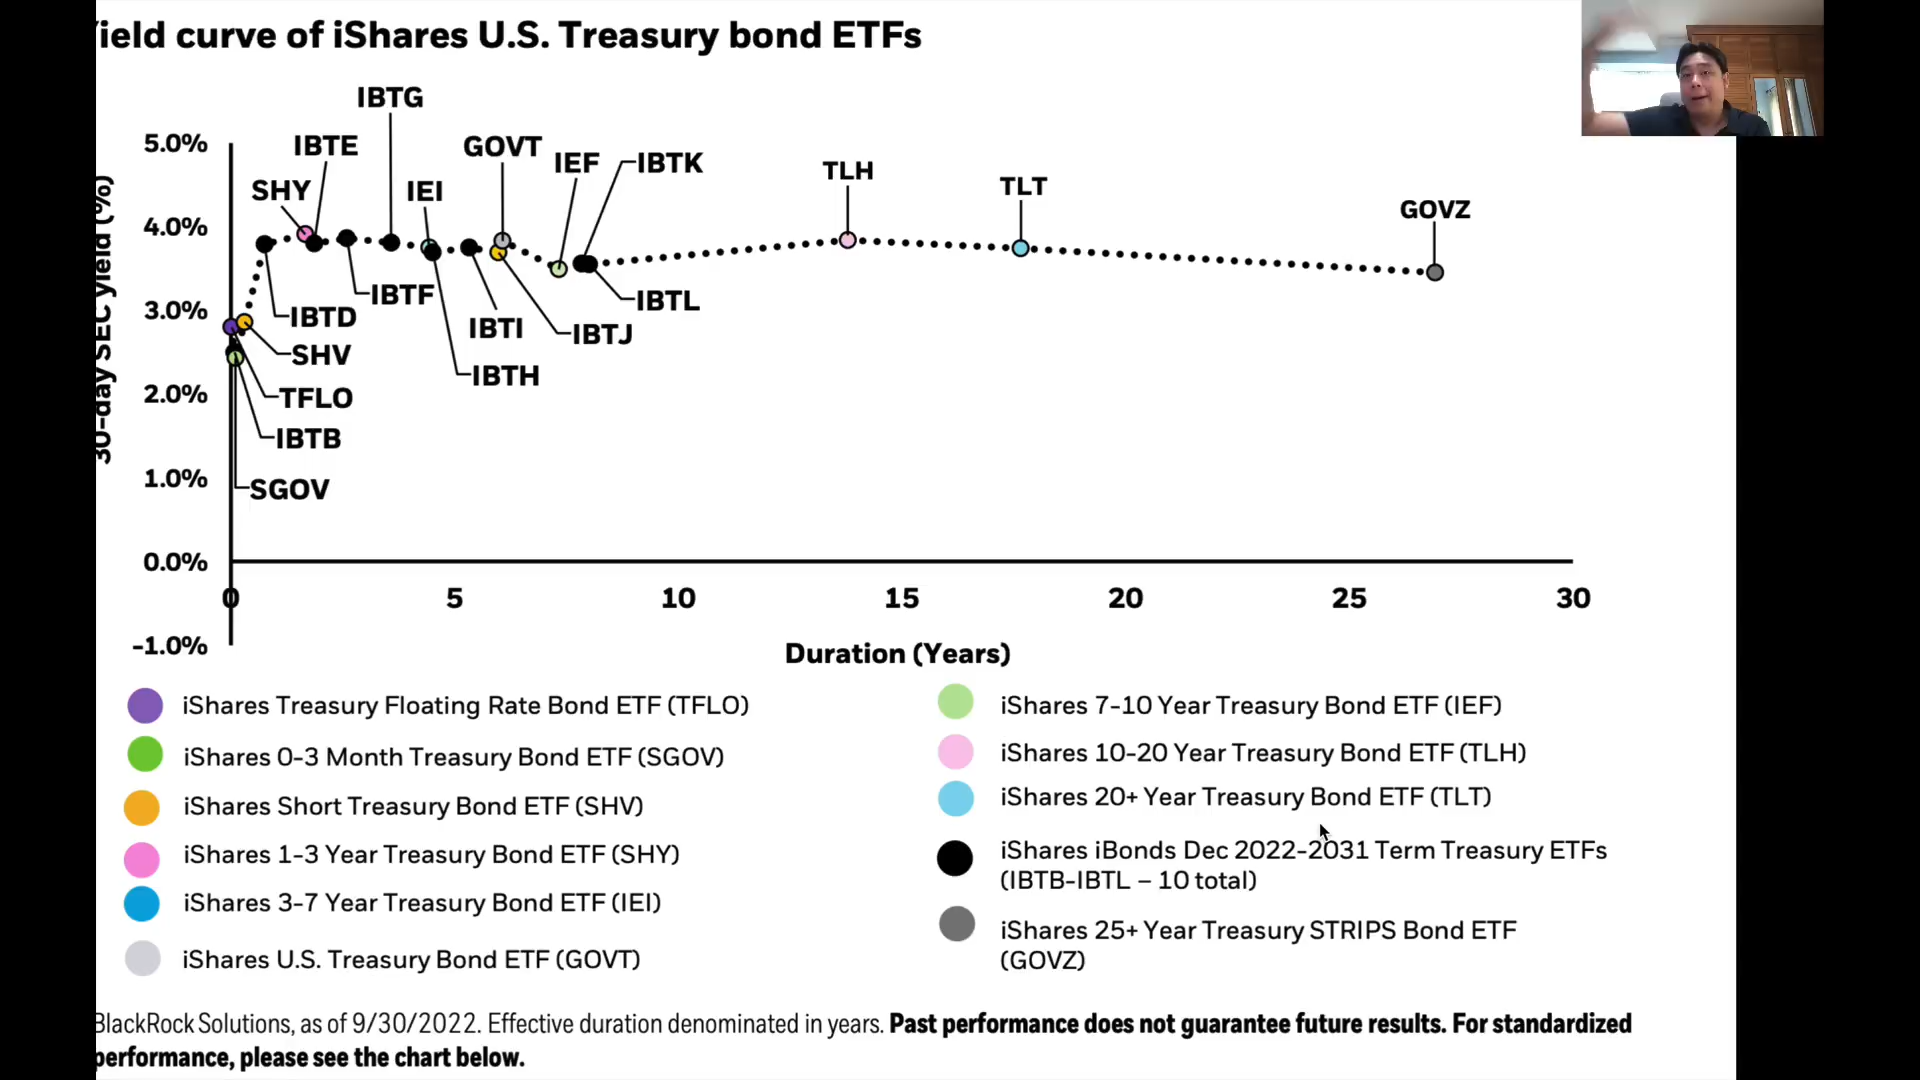 Yield curve of iShares U.S. Treasury bond ETFs
IBTG
5.0%
IBTE
GOVT
IEF
IBTK
TLH
SHY
IEI
TLT
GOVZ
4.0%
30-day SEC yield (%)
IBTF
IBTL
3.0%
IBTD
IBTI
IBTJ
SHV
IBTH
2.0%
TFLO
IBTB
1.0%
SGOV
0.0%
0 5 10 15 20 25 30
-1.0%
Duration (Years)
iShares Treasury Floating Rate Bond ETF (TFLO)
iShares 0-3 Month Treasury Bond ETF (SGOV)
iShares Short Treasury Bond ETF (SHV)
iShares 1-3 Year Treasury Bond ETF (SHY)
iShares 3-7 Year Treasury Bond ETF (IEI)
iShares U.S. Treasury Bond ETF (GOVT)
iShares 7-10 Year Treasury Bond ETF (IEF)
iShares 10-20 Year Treasury Bond ETF (TLH)
iShares 20+ Year Treasury Bond ETF (TLT)
iShares iBonds Dec 2022-2031 Term Treasury ETFs
(IBTB-IBTL – 10 total)
iShares 25+ Year Treasury STRIPS Bond ETF
(GOVZ)
BlackRock Solutions, as of 9/30/2022. Effective duration denominated in years. Past performance does not guarantee future results. For standardized
performance, please see the chart below.